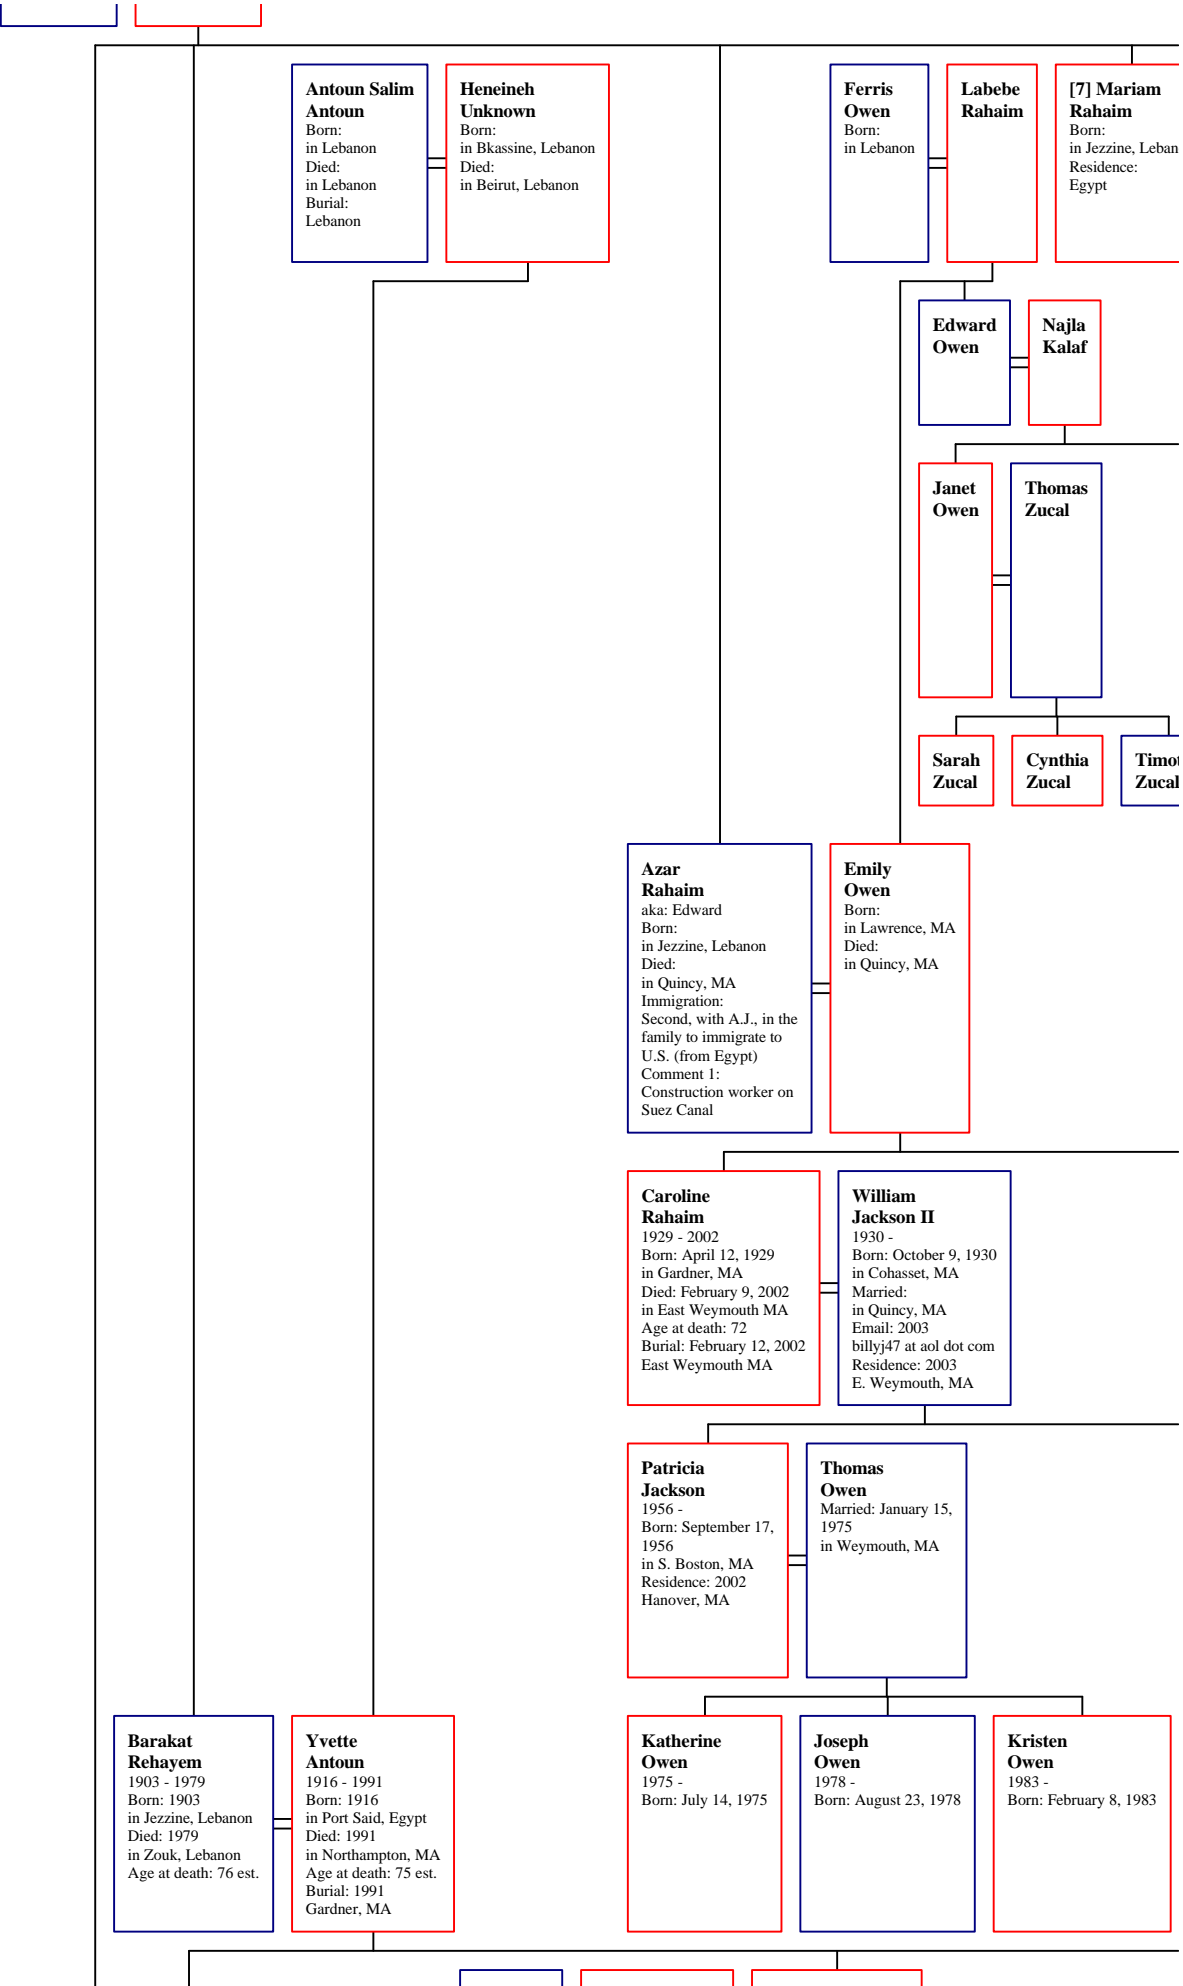 Antoun Salim
Antoun
Born:
in Lebanon
Died:
in Lebanon
Burial:
Lebanon
Heneineh
Unknown
Born:
in Bkassine, Lebanon
Died:
in Beirut, Lebanon
Ferris
Owen
Born:
in Lebanon
Labebe
Rahaim
[7] Mariam
Rahaim
Born:
in Jezzine, Leban
Residence:
Egypt
Edward
Owen
Najla
Kalaf
Janet
Owen
Thomas
Zucal
Sarah
Zucal
Cynthia
Zucal
Timot
Zucal
Azar
Rahaim
aka: Edward
Born:
in Jezzine, Lebanon
Died:
in Quincy, MA
Immigration:
Second, with A.J., in the
family to immigrate to
U.S. (from Egypt)
Comment 1:
Construction worker on
Suez Canal
Emily
Owen
Born:
in Lawrence, MA
Died:
in Quincy, MA
Caroline
Rahaim
1929 - 2002
Born: April 12, 1929
in Gardner, MA
Died: February 9, 2002
in East Weymouth MA
Age at death: 72
Burial: February 12, 2002
East Weymouth MA
William
Jackson II
1930 -
Born: October 9, 1930
in Cohasset, MA
Married:
in Quincy, MA
Email: 2003
billyj47 at aol dot com
Residence: 2003
E. Weymouth, MA
Patricia
Jackson
1956 -
Born: September 17,
1956
in S. Boston, MA
Residence: 2002
Hanover, MA
Thomas
Owen
Married: January 15,
1975
in Weymouth, MA
Barakat
Rehayem
1903 - 1979
Born: 1903
in Jezzine, Lebanon
Died: 1979
in Zouk, Lebanon
Age at death: 76 est.
Yvette
Antoun
1916 - 1991
Born: 1916
in Port Said, Egypt
Died: 1991
in Northampton, MA
Age at death: 75 est.
Burial: 1991
Gardner, MA
Katherine
Owen
1975 -
Born: July 14, 1975
Joseph
Owen
1978 -
Born: August 23, 1978
Kristen
Owen
1983 -
Born: February 8, 1983